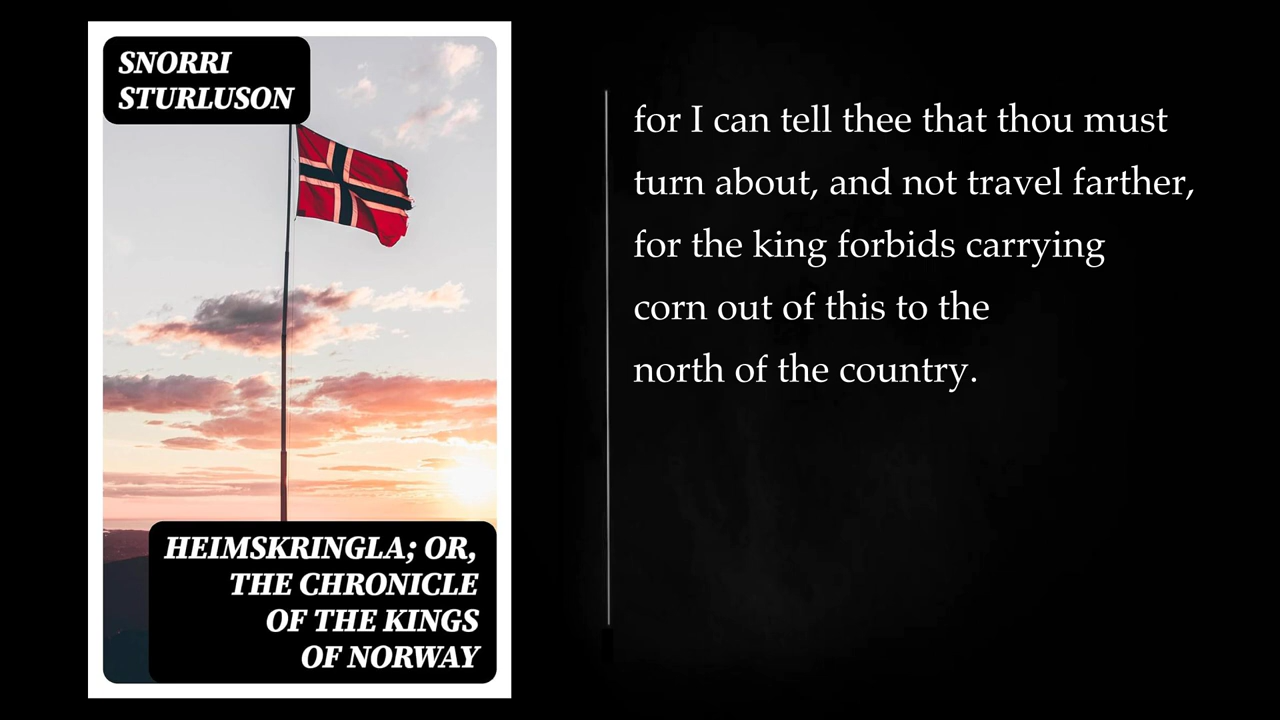 SNORRI
STURLUSON
HEIMSKRINGLA; OR,
THE CHRONICLE
OF THE KINGS
OF NORWAY
for I can tell thee that thou must
turn about, and not travel farther,
for the king forbids carrying
corn out of this to the
north of the country.